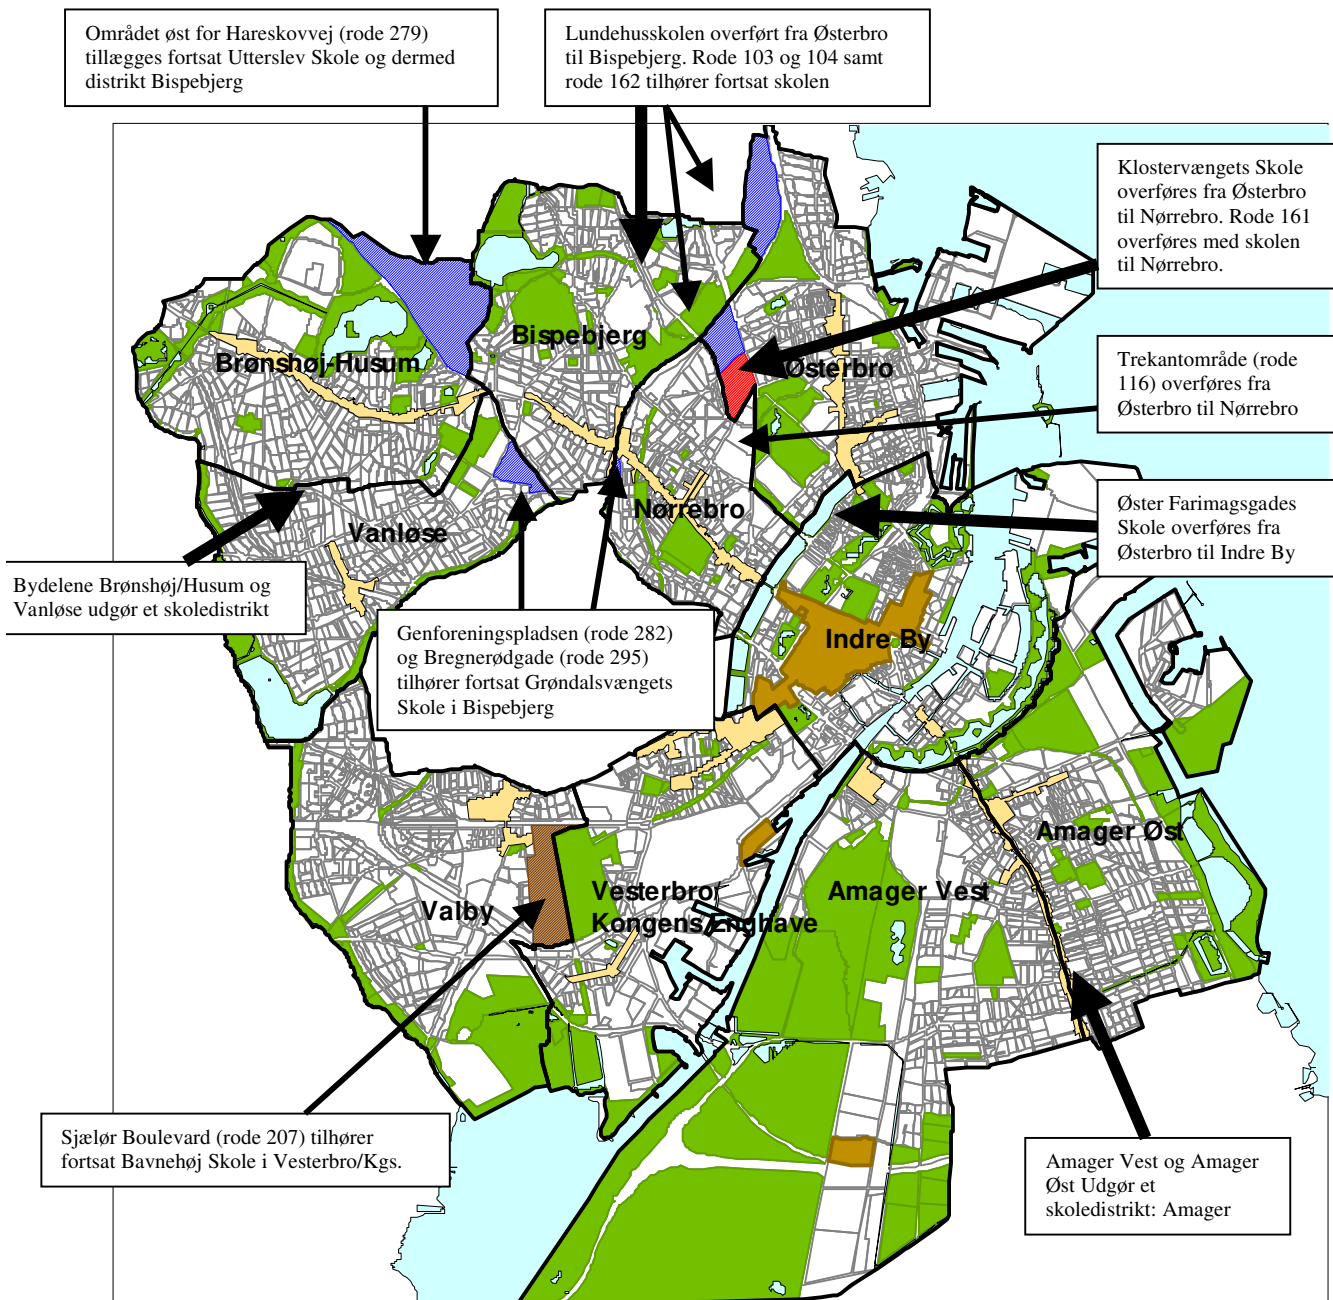 Området øst for Hareskovvej (rode 279)
tillægges fortsat Utterslev Skole og dermed
distrikt Bispebjerg
Lundehusskolen overført fra Østerbro
til Bispebjerg. Rode 103 og 104 samt
rode 162 tilhører fortsat skolen
Klostervængets Skole
overføres fra Østerbro
til Nørrebro. Rode 161
overføres med skolen
til Nørrebro.
Trekantområde (rode
116) overføres fra
Østerbro til Nørrebro
Øster Farimagsgades
Skole overføres fra
Østerbro til Indre By
Bispebjerg
Brønshøj-Husum
Østerbro
Nørrebro
Vanløse
Bydelene Brønshøj/Husum og
Vanløse udgør et skoledistrikt
Genforeningspladsen (rode 282)
og Bregnerødgade (rode 295)
tilhører fortsat Grøndalsvængets
Skole i Bispebjerg
Indre By
Amager Øst
Vesterbro/
Kongens Enghave
Amager Vest
Valby
Sjælør Boulevard (rode 207) tilhører
fortsat Bavnehøj Skole i Vesterbro/Kgs.
Amager Vest og Amager
Øst Udgør et
skoledistrikt: Amager